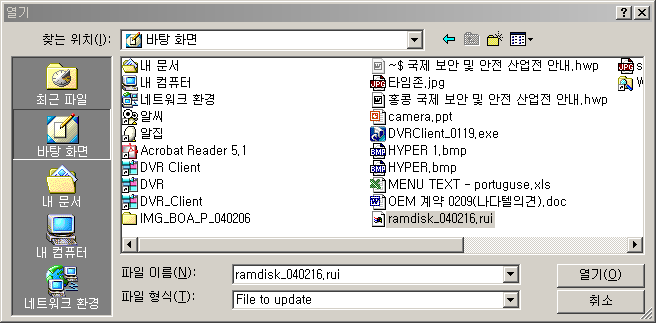 열기
찾는 위치(I):
바탕 화면
최근 파일
바탕 화면
내 문서
내 컴퓨터
네트워크 환경
내 문서
내 컴퓨터
네트워크 환경
알씨
알집
Acrobat Reader 5.1
DVR Client
DVR
DVR_Client
IMG_BOA_P_040206
~$ 국제 보안 및 안전 산업전 안내.hwp
타임존.jpg
홍콩 국제 보안 및 안전 산업전 안내.hwp
camera.ppt
DVRClient_0119.exe
HYPER 1.bmp
HYPER.bmp
MENU TEXT - portuguse.xls
OEM 계약 0209(나다텔의견).doc
ramdisk_040216.rui
파일 이름(N):
ramdisk_040216.rui
열기(O)
파일 형식(T):
File to update
취소